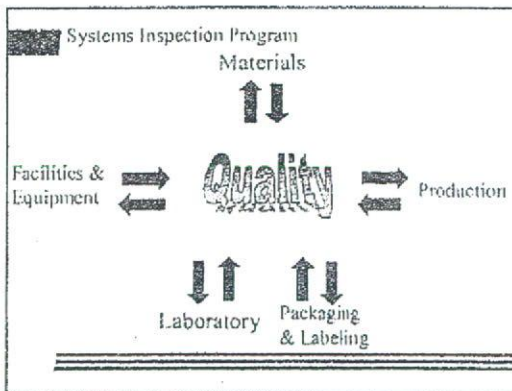 Systems Inspection Program
Materials
Facilities &
Equipment
Quality
Production
Laboratory
Packaging
& Labeling